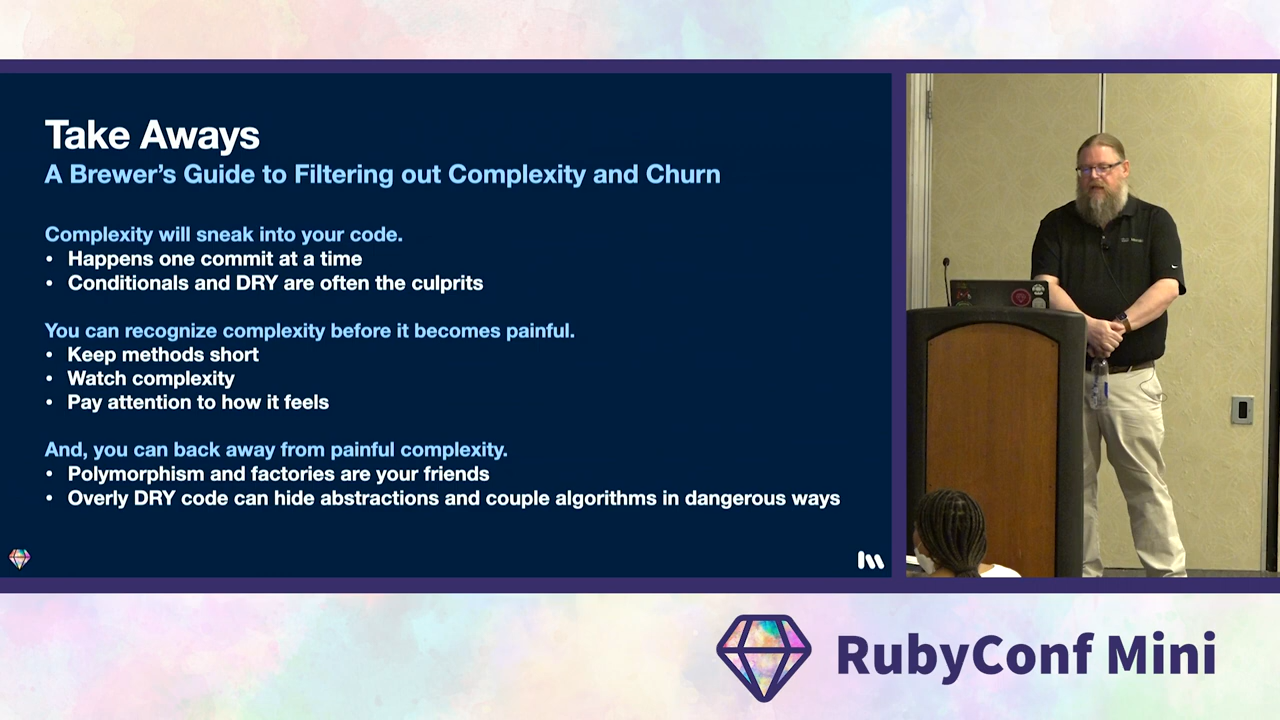 Take Aways
A Brewer's Guide to Filtering out Complexity and Churn
Complexity will sneak into your code.
• Happens one commit at a time
• Conditionals and DRY are often the culprits
You can recognize complexity before it becomes painful.
• Keep methods short
• Watch complexity
• Pay attention to how it feels
And, you can back away from painful complexity.
• Polymorphism and factories are your friends
• Overly DRY code can hide abstractions and couple algorithms in dangerous ways
RubyConf Mini